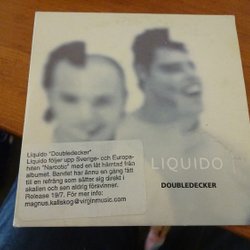 LIQUIDO
DOUBLEDECKER
Liquido "Doubledecker"
Liquido följer upp Sverige- och Europa-
hiten "Narcotic" med en låt hämtad från
albumet. Bandet har ännu en gång fått
till en refräng som sätter sig direkt i
skallen och sen aldrig försvinner.
Release 19/7. För mer info:
magnus.kallskog@virginmusic.com